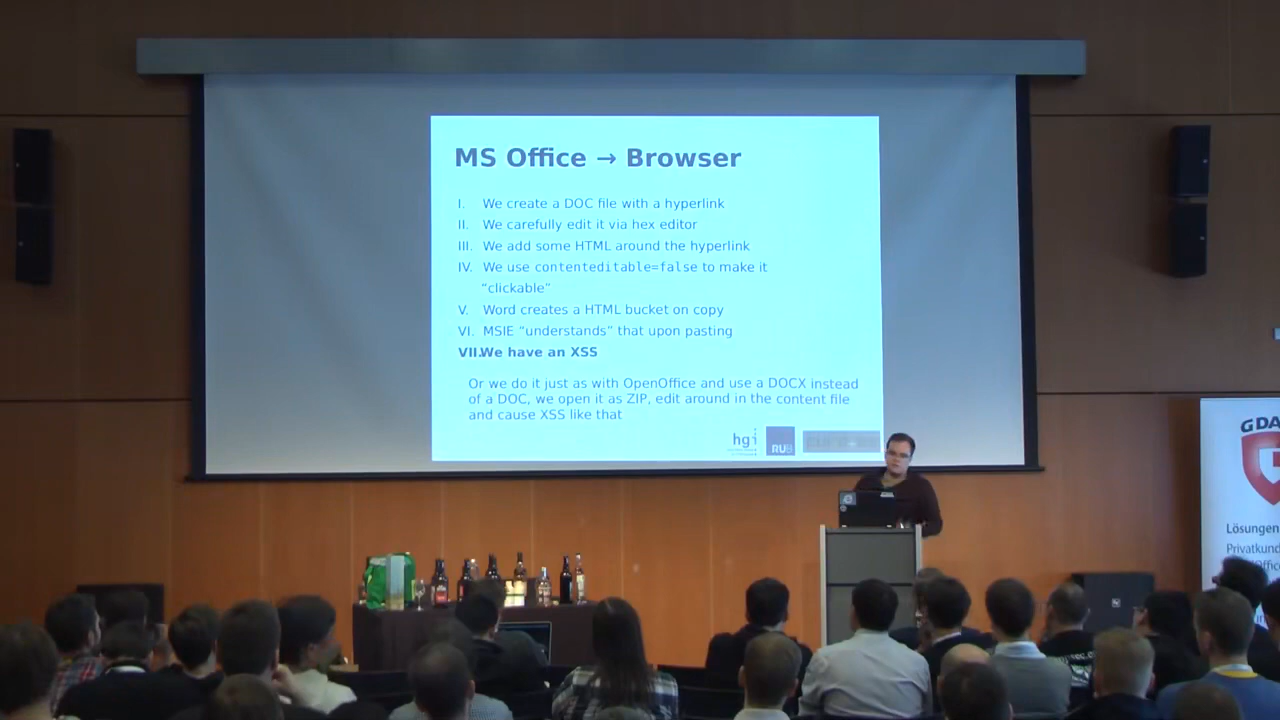 MS Office → Browser
I. We create a DOC file with a hyperlink
II. We carefully edit it via hex editor
III. We add some HTML around the hyperlink
IV. We use contenteditable=false to make it
“clickable”
V. Word creates a HTML bucket on copy
VI. MSIE “understands” that upon pasting
VII.We have an XSS
Or we do it just as with OpenOffice and use a DOCX instead
of a DOC, we open it as ZIP, edit around in the content file
and cause XSS like that
hgi
RUB
G DA
Lösungen
Privatkund